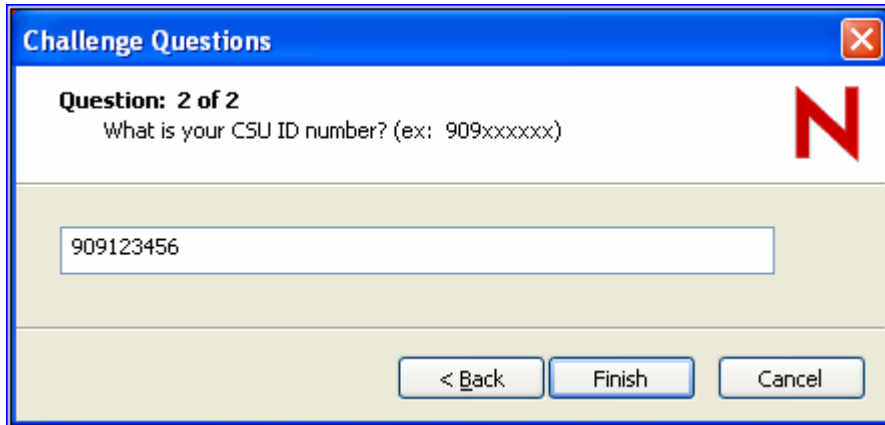 Challenge Questions
Question: 2 of 2
What is your CSU ID number? (ex: 909xxxxxx)
N
909123456
< Back
Finish
Cancel